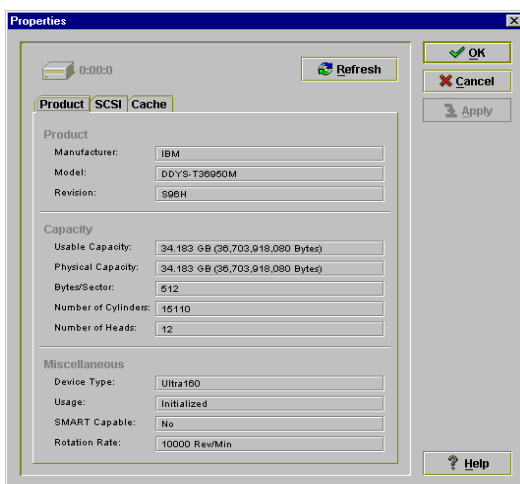 Properties
0:00:0
Refresh
OK
Cancel
Apply
Product SCSI Cache
Product
Manufacturer: IBM
Model: DDYS-T36950M
Revision: S96H
Capacity
Usable Capacity: 34.183 GB (36,703,918,080 Bytes)
Physical Capacity: 34.183 GB (36,703,918,080 Bytes)
Bytes/Sector: 512
Number of Cylinders: 15110
Number of Heads: 12
Miscellaneous
Device Type: Ultra160
Usage: Initialized
SMART Capable: No
Rotation Rate: 10000 Rev/Min
Help